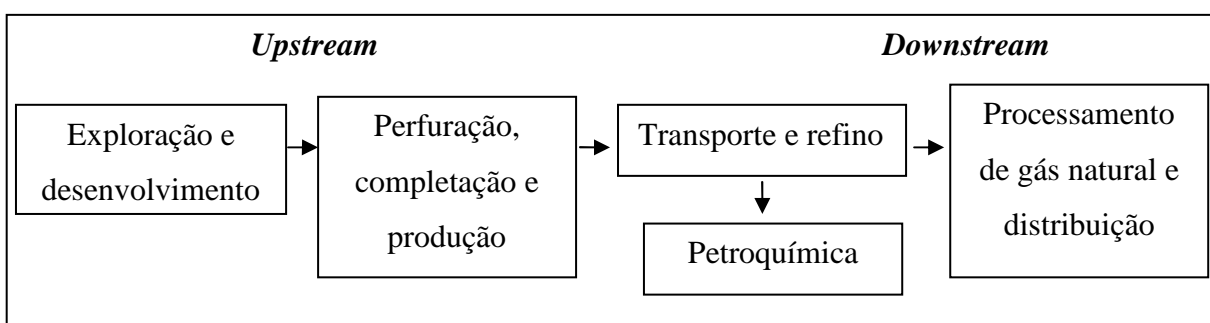 Upstream
Downstream
Exploração e
desenvolvimento
Perfuração,
completação e
produção
Transporte e refino
Petroquímica
Processamento
de gás natural e
distribuição